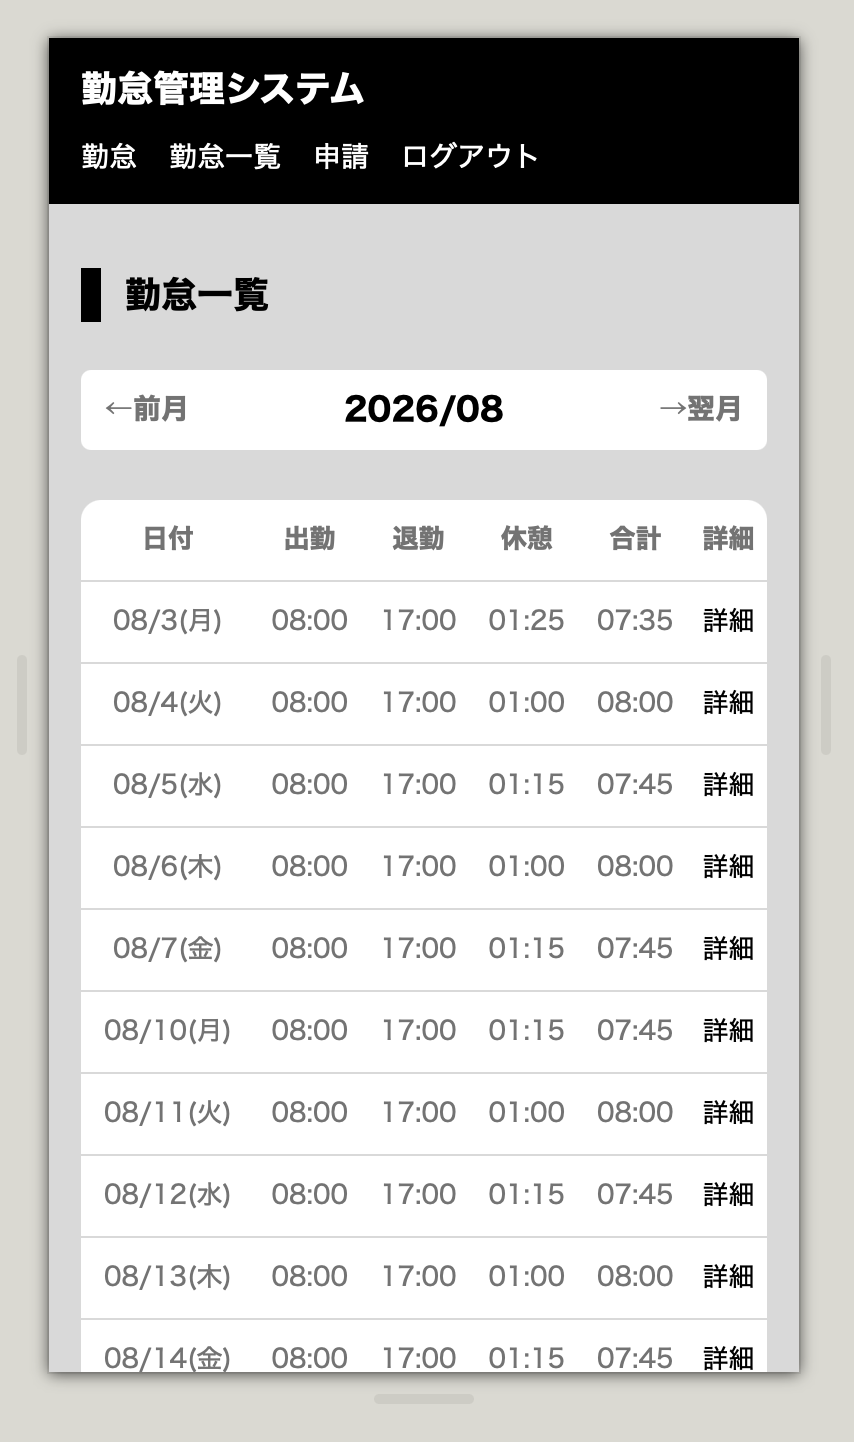 勤怠管理システム
勤怠 勤怠一覧 申請 ログアウト
勤怠一覧
←前月 2026/08 →翌月
日付 出勤 退勤 休憩 合計 詳細
08/3(月) 08:00 17:00 01:25 07:35 詳細
08/4(火) 08:00 17:00 01:00 08:00 詳細
08/5(水) 08:00 17:00 01:15 07:45 詳細
08/6(木) 08:00 17:00 01:00 08:00 詳細
08/7(金) 08:00 17:00 01:15 07:45 詳細
08/10(月) 08:00 17:00 01:15 07:45 詳細
08/11(火) 08:00 17:00 01:00 08:00 詳細
08/12(水) 08:00 17:00 01:15 07:45 詳細
08/13(木) 08:00 17:00 01:00 08:00 詳細
08/14(金) 08:00 17:00 01:15 07:45 詳細